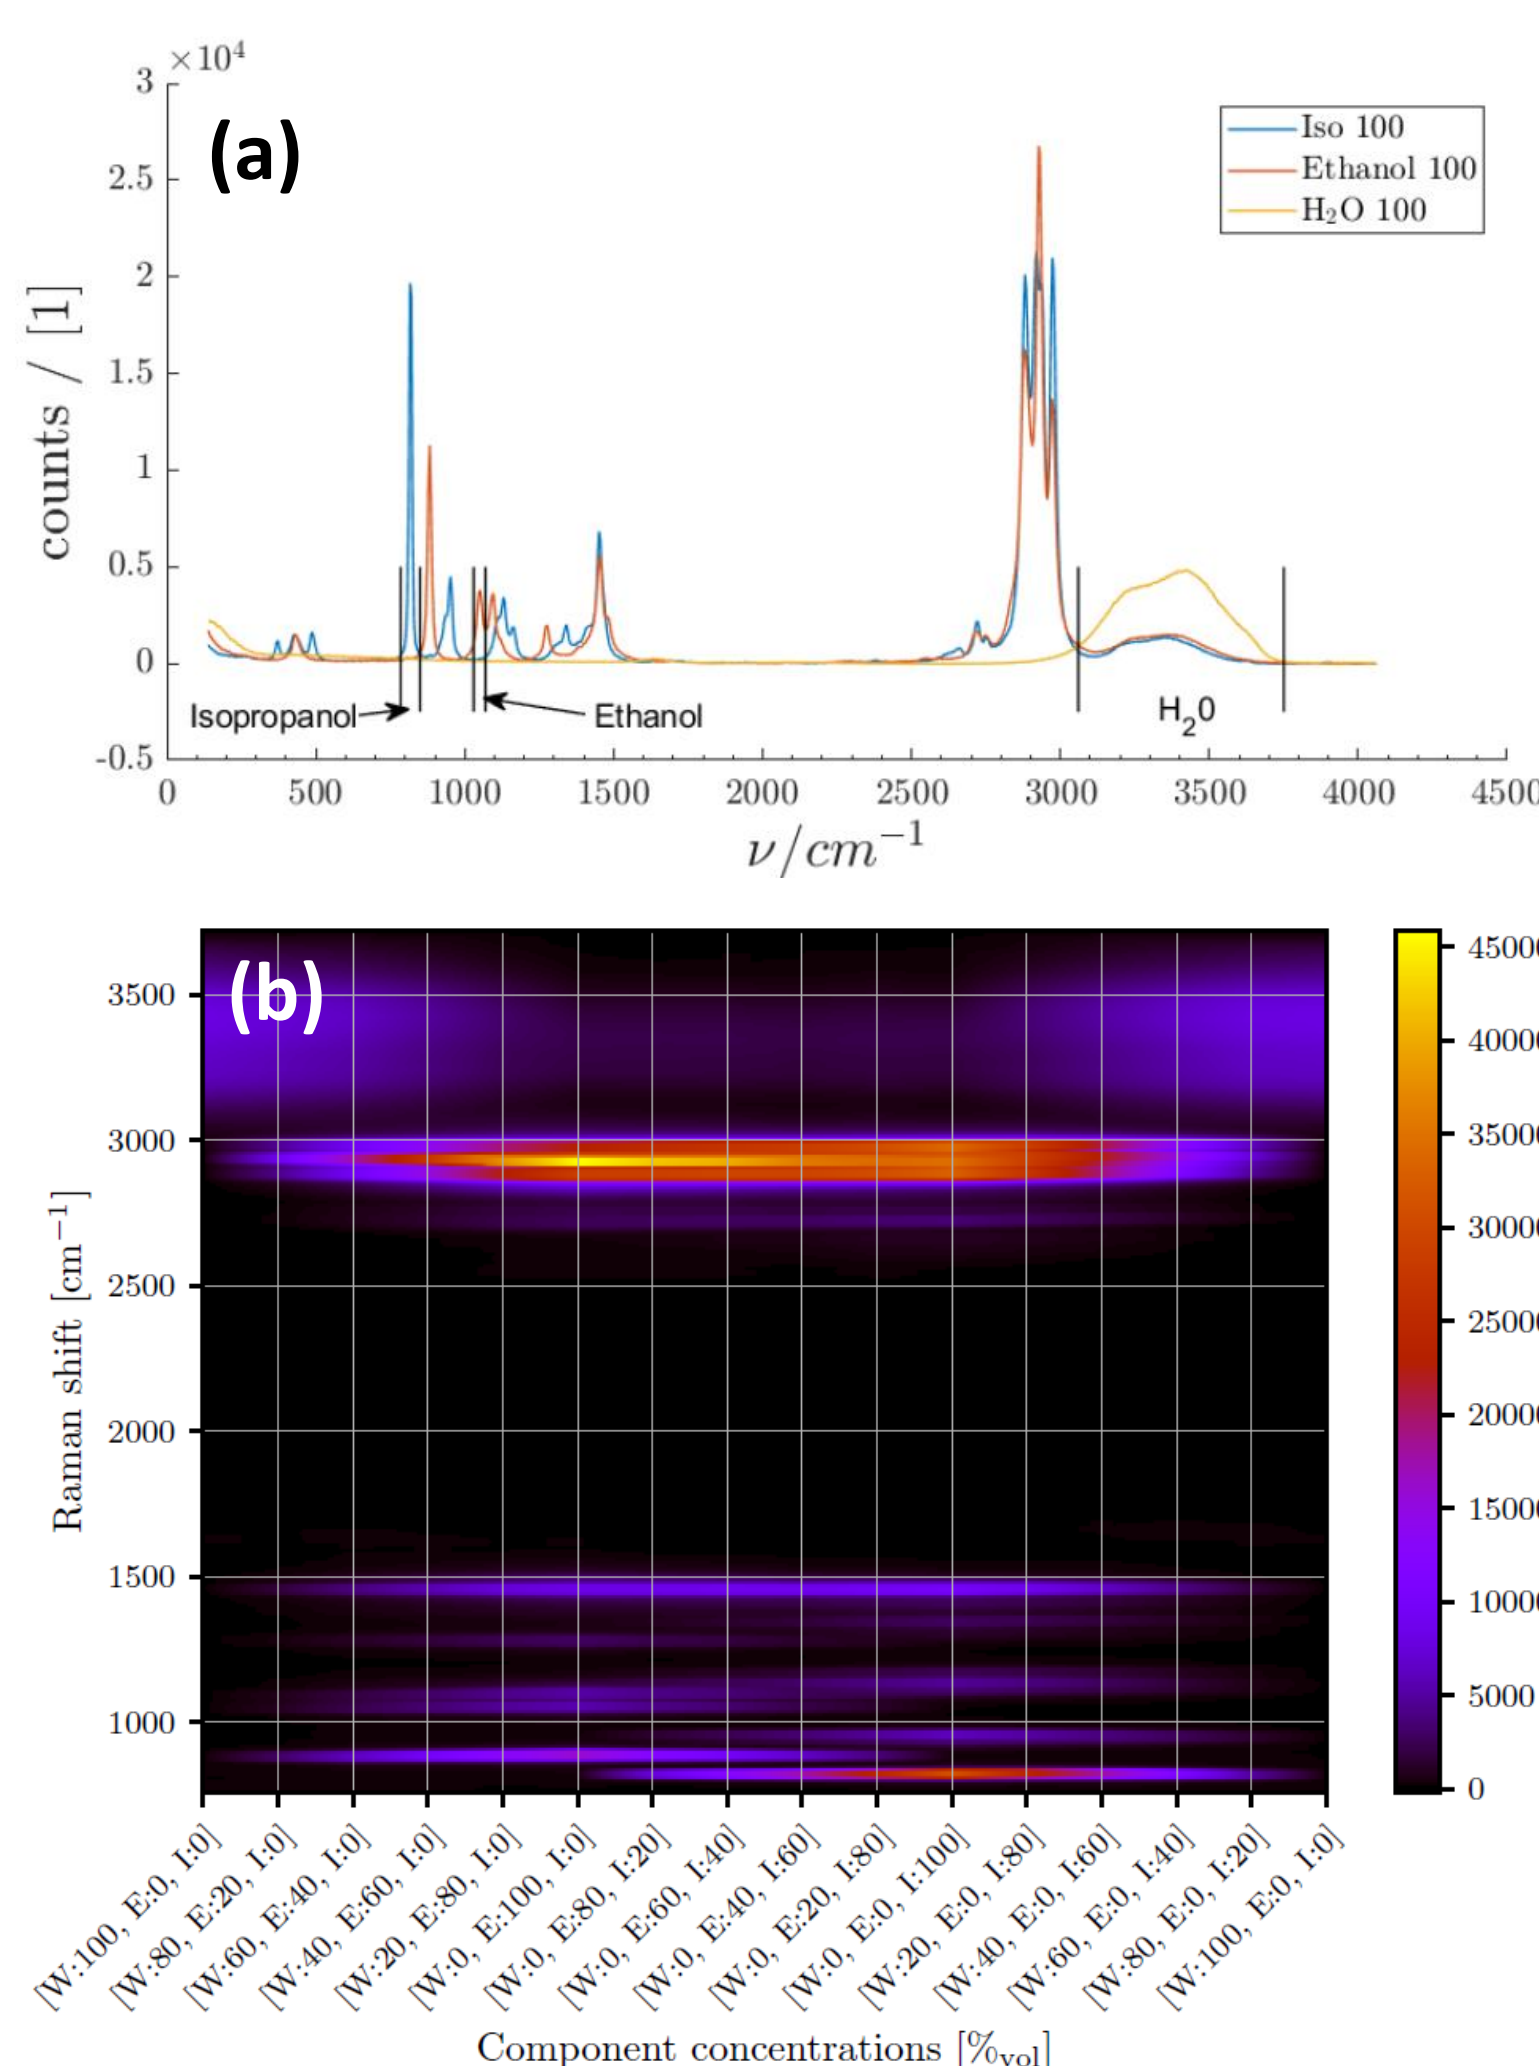 ×10⁴
3
2.5
2
1.5
1
0.5
0
-0.5
counts / [1]
(a)
Iso 100
Ethanol 100
H₂O 100
Isopropanol
Ethanol
H₂0
0 500 1000 1500 2000 2500 3000 3500 4000 4500
ν/cm⁻¹
(b)
3500
3000
2500
2000
1500
1000
Raman shift [cm⁻¹]
45000
40000
35000
30000
25000
20000
15000
10000
5000
0
[W:100, E:0, I:0]
[W:80, E:20, I:0]
[W:60, E:40, I:0]
[W:40, E:60, I:0]
[W:20, E:80, I:0]
[W:0, E:100, I:0]
[W:0, E:80, I:20]
[W:0, E:60, I:40]
[W:0, E:40, I:60]
[W:0, E:20, I:80]
[W:0, E:0, I:100]
[W:20, E:0, I:80]
[W:40, E:0, I:60]
[W:60, E:0, I:40]
[W:80, E:0, I:20]
[W:100, E:0, I:0]
Component concentrations [%vol]